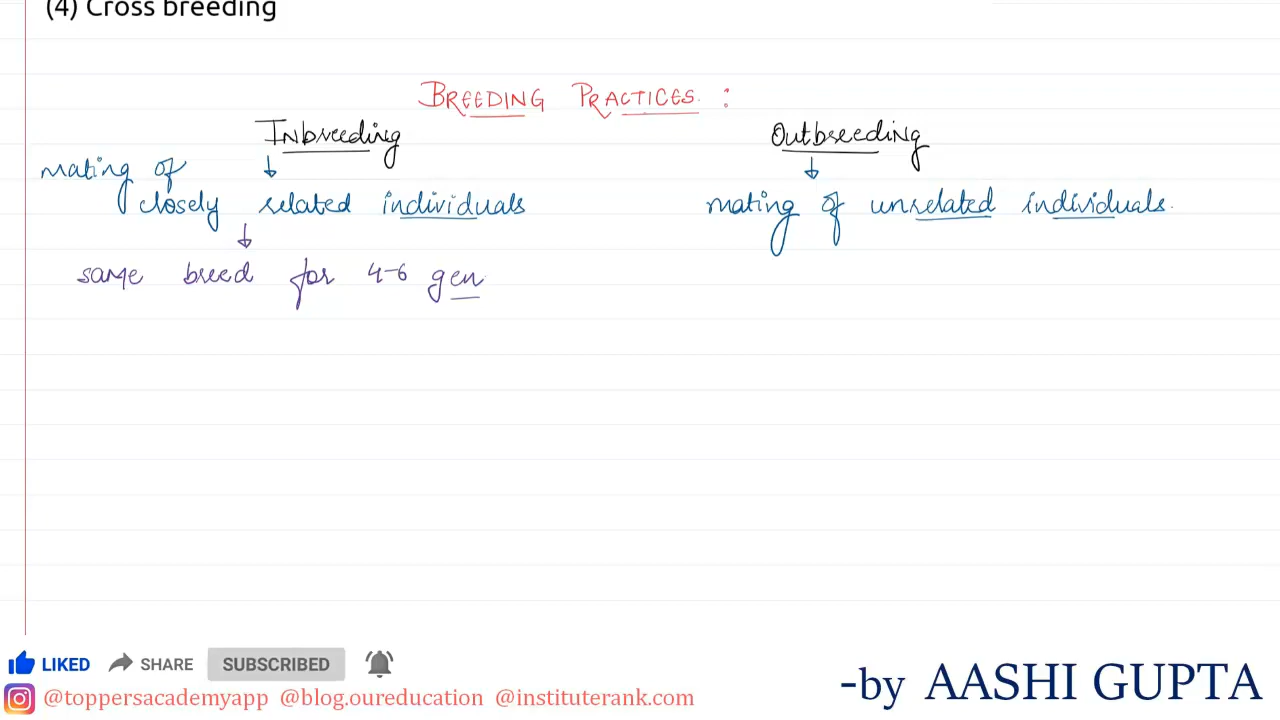 (4) Cross breeding
BREEDING PRACTICES :
Inbreeding
Outbreeding
mating of
closely related individuals
mating of unrelated individuals.
same breed for 4-6 gen
LIKED SHARE SUBSCRIBED
@toppersacademyapp @blog.oureducation @instituterank.com
-by AASHI GUPTA